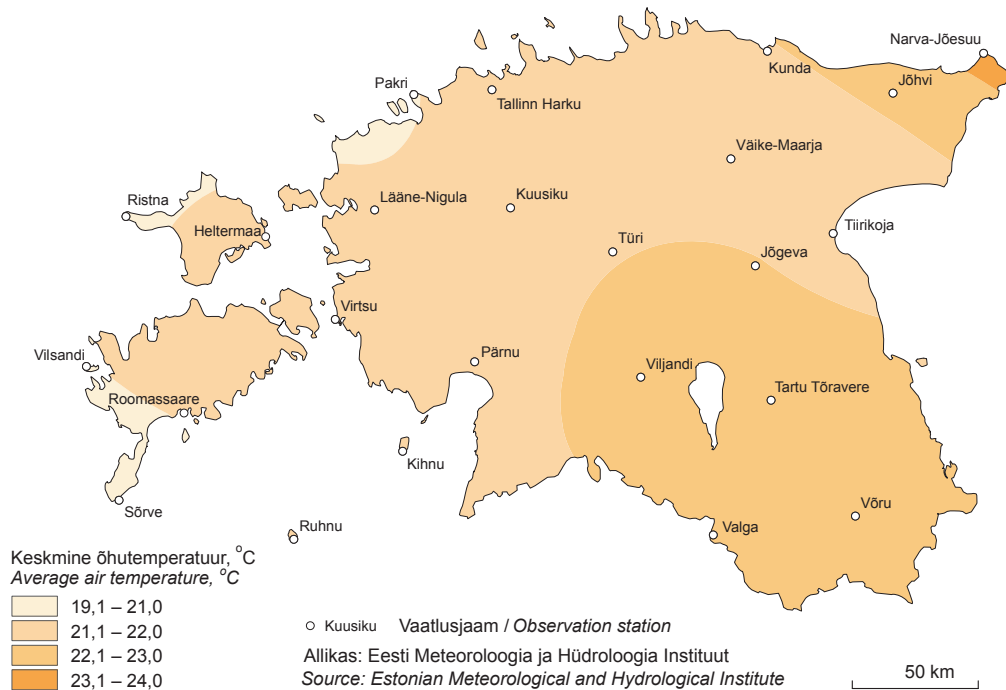 Narva-Jõesuu
Kunda
Jõhvi
Pakri
Tallinn Harku
Väike-Maarja
Ristna
Lääne-Nigula
Kuusiku
Heltermaa
Tiirikoja
Türi
Jõgeva
Virtsu
Vilsandi
Pärnu
Viljandi
Tartu Tõravere
Roomassaare
Kihnu
Sõrve
Ruhnu
Võru
Valga
Keskmine õhutemperatuur, °C
Average air temperature, °C
19,1 – 21,0
21,1 – 22,0
22,1 – 23,0
23,1 – 24,0
Kuusiku Vaatlusjaam / Observation station
Allikas: Eesti Meteoroloogia ja Hüdroloogia Instituut
Source: Estonian Meteorological and Hydrological Institute
50 km